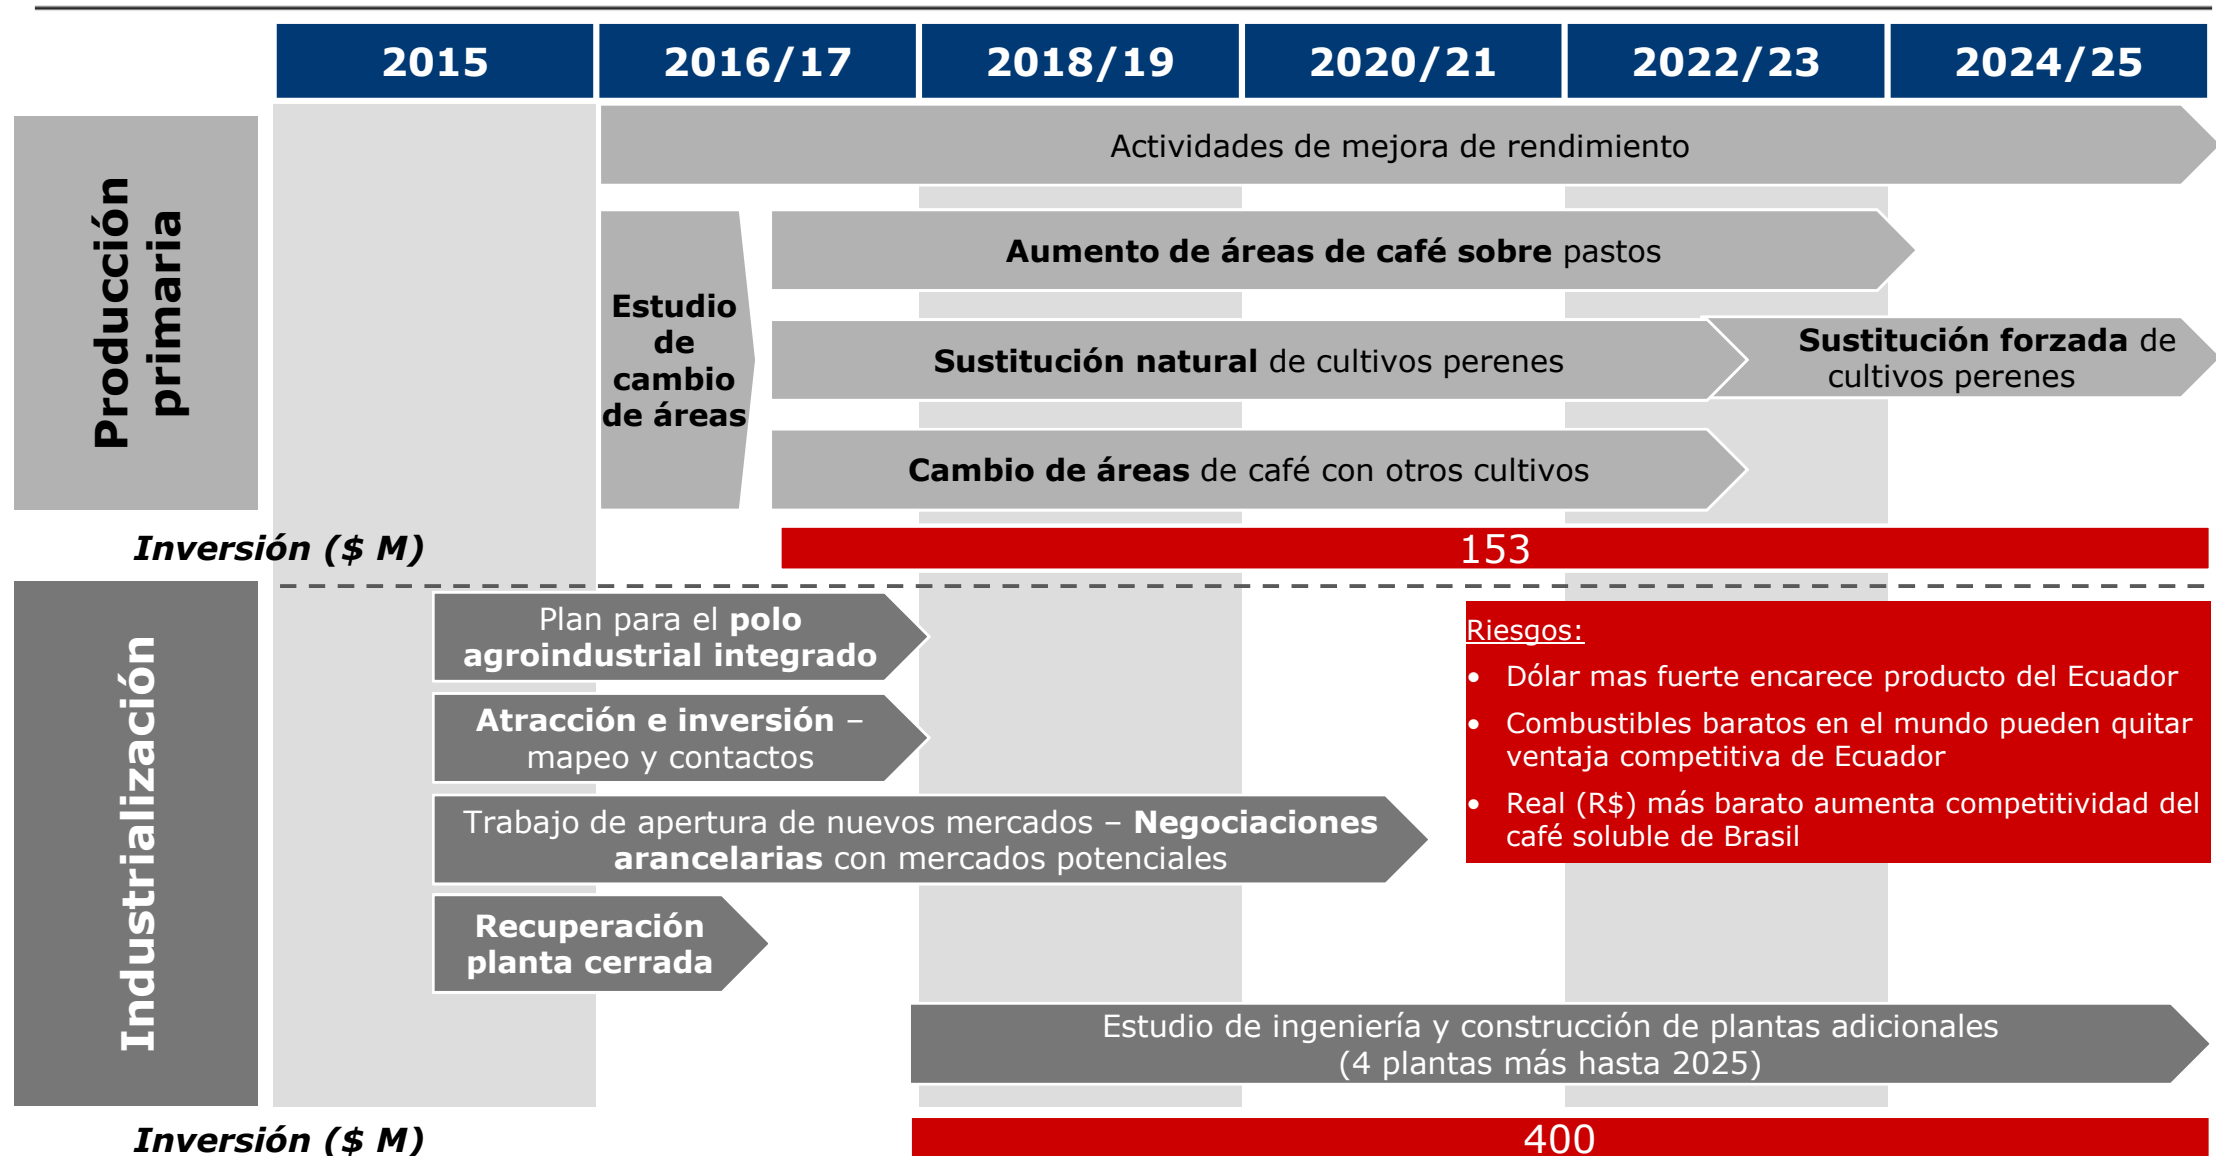 2015
2016/17
2018/19
2020/21
2022/23
2024/25
Producción
primaria
Actividades de mejora de rendimiento
Estudio
de
cambio
de áreas
Aumento de áreas de café sobre pastos
Sustitución natural de cultivos perenes
Sustitución forzada de
cultivos perenes
Cambio de áreas de café con otros cultivos
Inversión ($ M)
153
Industrialización
Plan para el polo
agroindustrial integrado
Atracción e inversión –
mapeo y contactos
Trabajo de apertura de nuevos mercados – Negociaciones
arancelarias con mercados potenciales
Recuperación
planta cerrada
Riesgos:
• Dólar mas fuerte encarece producto del Ecuador
• Combustibles baratos en el mundo pueden quitar
ventaja competitiva de Ecuador
• Real (R$) más barato aumenta competitividad del
café soluble de Brasil
Estudio de ingeniería y construcción de plantas adicionales
(4 plantas más hasta 2025)
Inversión ($ M)
400